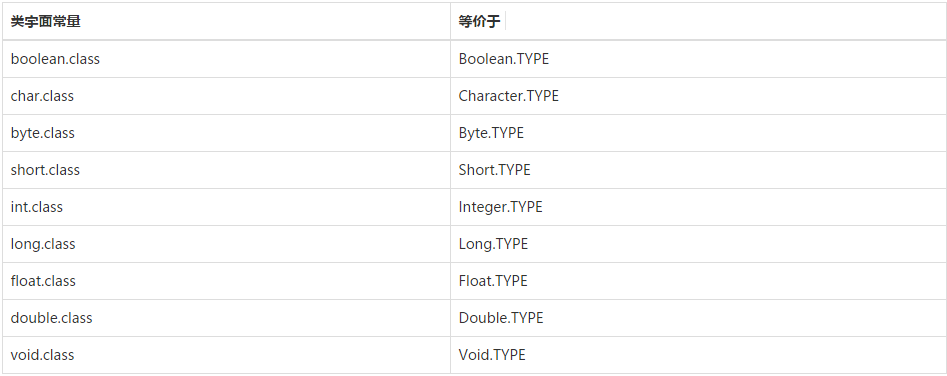 类字面常量 等价于
boolean.class Boolean.TYPE
char.class Character.TYPE
byte.class Byte.TYPE
short.class Short.TYPE
int.class Integer.TYPE
long.class Long.TYPE
float.class Float.TYPE
double.class Double.TYPE
void.class Void.TYPE